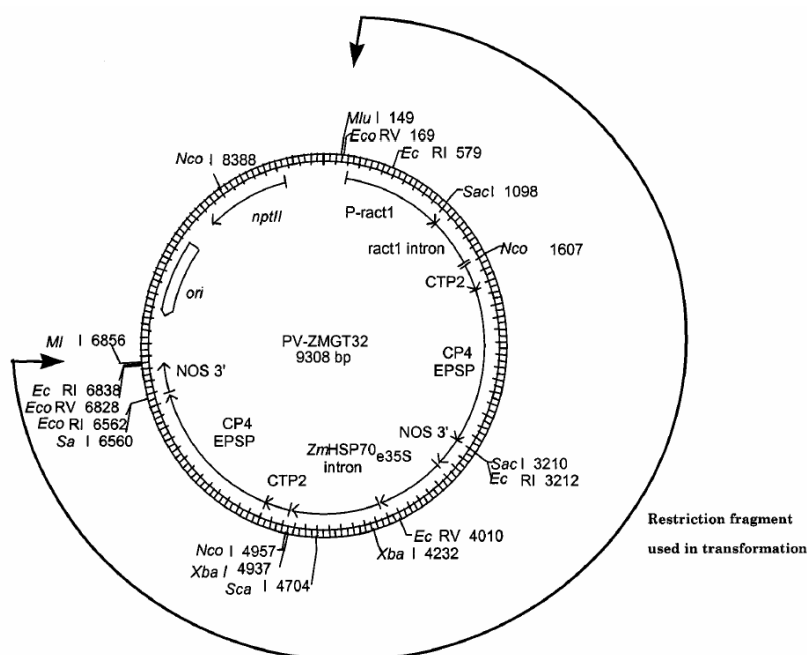 Mlu I 149
Eco RV 169
Ec RI 579
Nco I 8388
Sac I 1098
P-ract1
nptII
ract1 intron
Nco 1607
CTP2
ori
PV-ZMGT32
9308 bp
Ml I 6856
NOS 3'
CP4
EPSP
Ec RI 6838
Eco RV 6828
Eco RI 6562
Sa I 6560
CP4
EPSP
NOS 3'
ZmHSP70
intron
e35S
Sac I 3210
Ec RI 3212
CTP2
Ec RV 4010
Xba I 4232
Nco I 4957
Xba I 4937
Sca I 4704
Restriction fragment
used in transformation